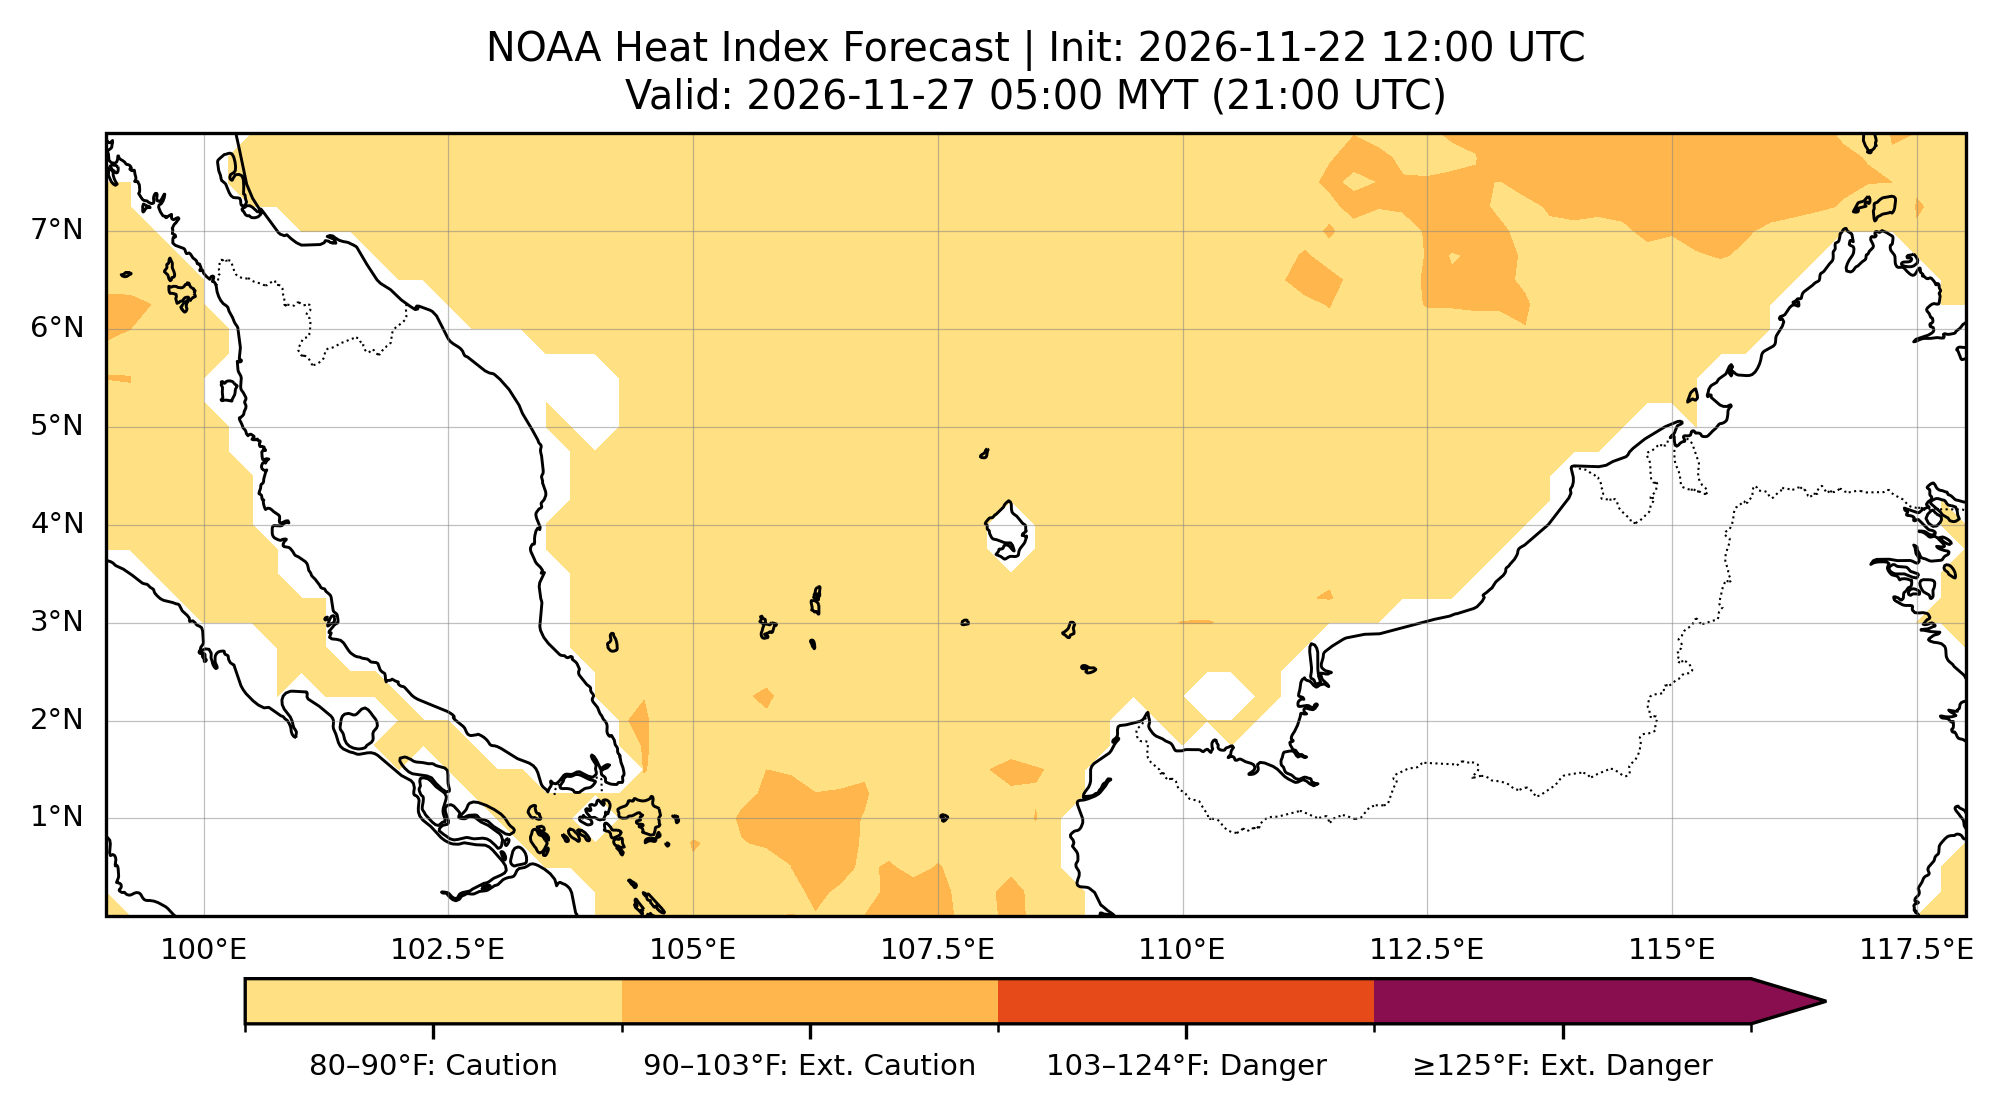 NOAA Heat Index Forecast | Init: 2026-11-22 12:00 UTC
Valid: 2026-11-27 05:00 MYT (21:00 UTC)
7°N
6°N
5°N
4°N
3°N
2°N
1°N
100°E 102.5°E 105°E 107.5°E 110°E 112.5°E 115°E 117.5°E
80–90°F: Caution 90–103°F: Ext. Caution 103–124°F: Danger ≥125°F: Ext. Danger